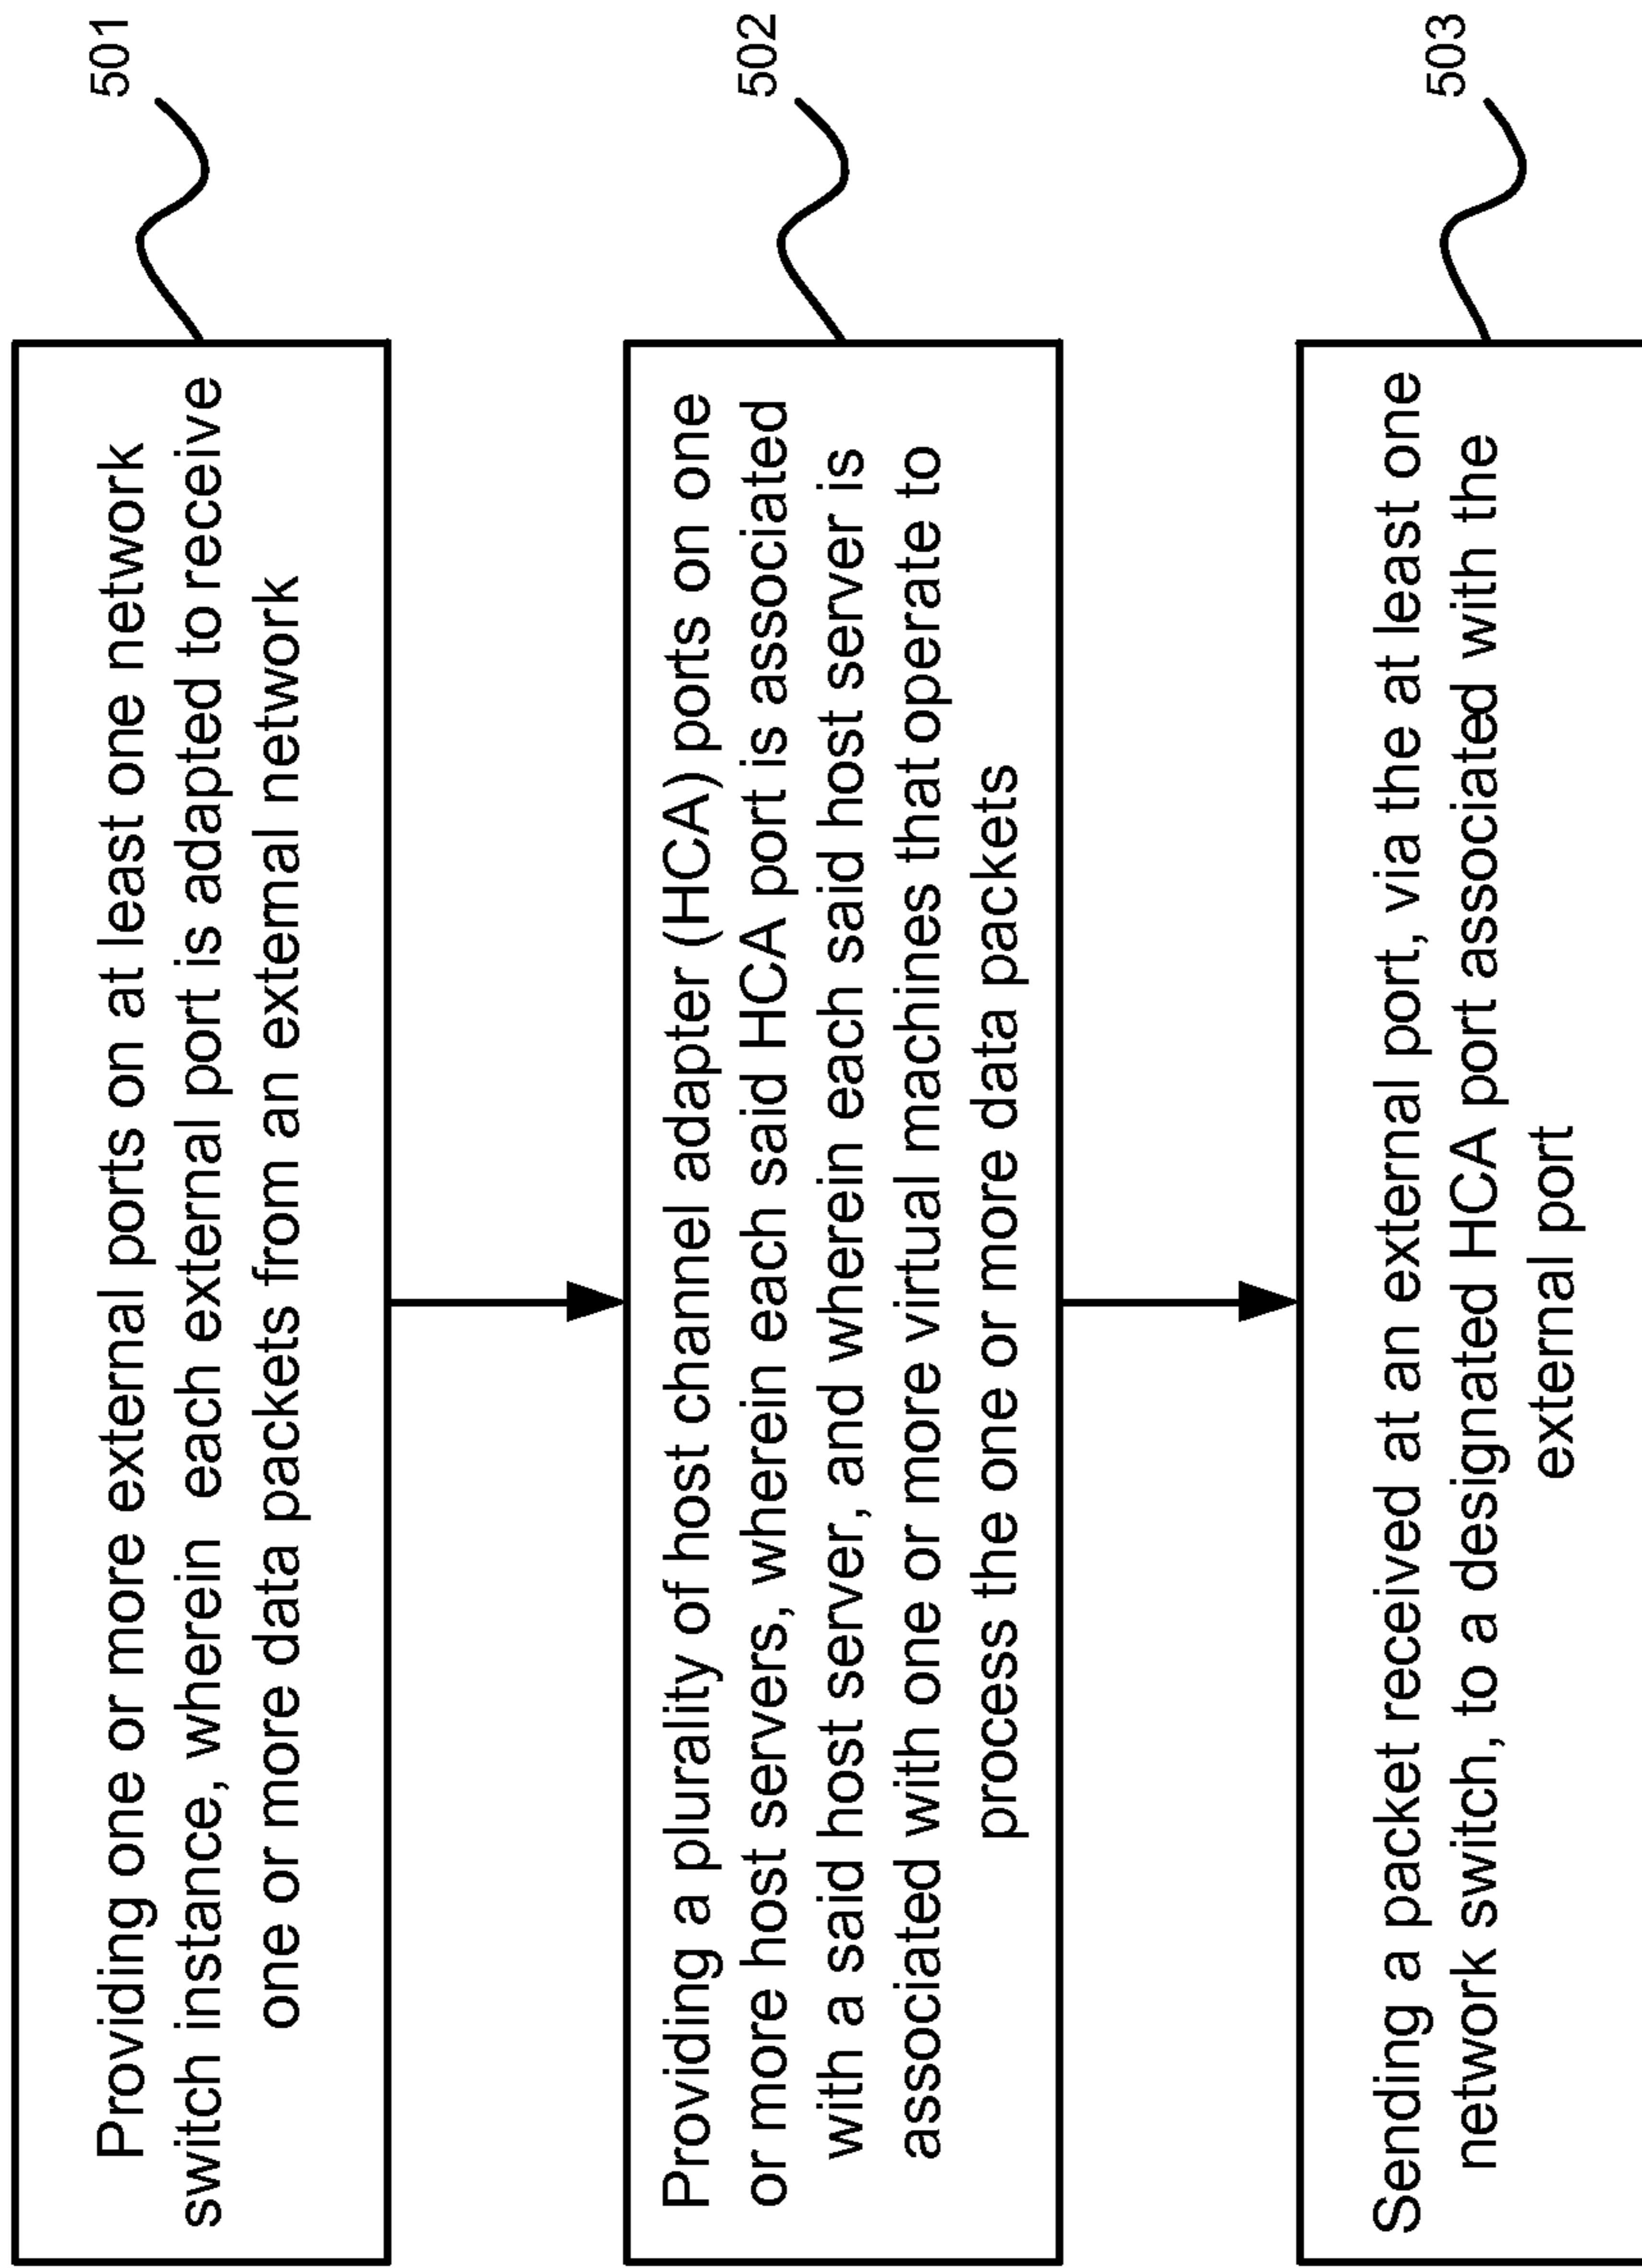 501
Providing one or more external ports on at least one network
switch instance, wherein each external port is adapted to receive
one or more data packets from an external network
502
Providing a plurality of host channel adapter (HCA) ports on one
or more host servers, wherein each said HCA port is associated
with a said host server, and wherein each said host server is
associated with one or more virtual machines that operate to
process the one or more data packets
503
Sending a packet received at an external port, via the at least one
network switch, to a designated HCA port associated with the
external port